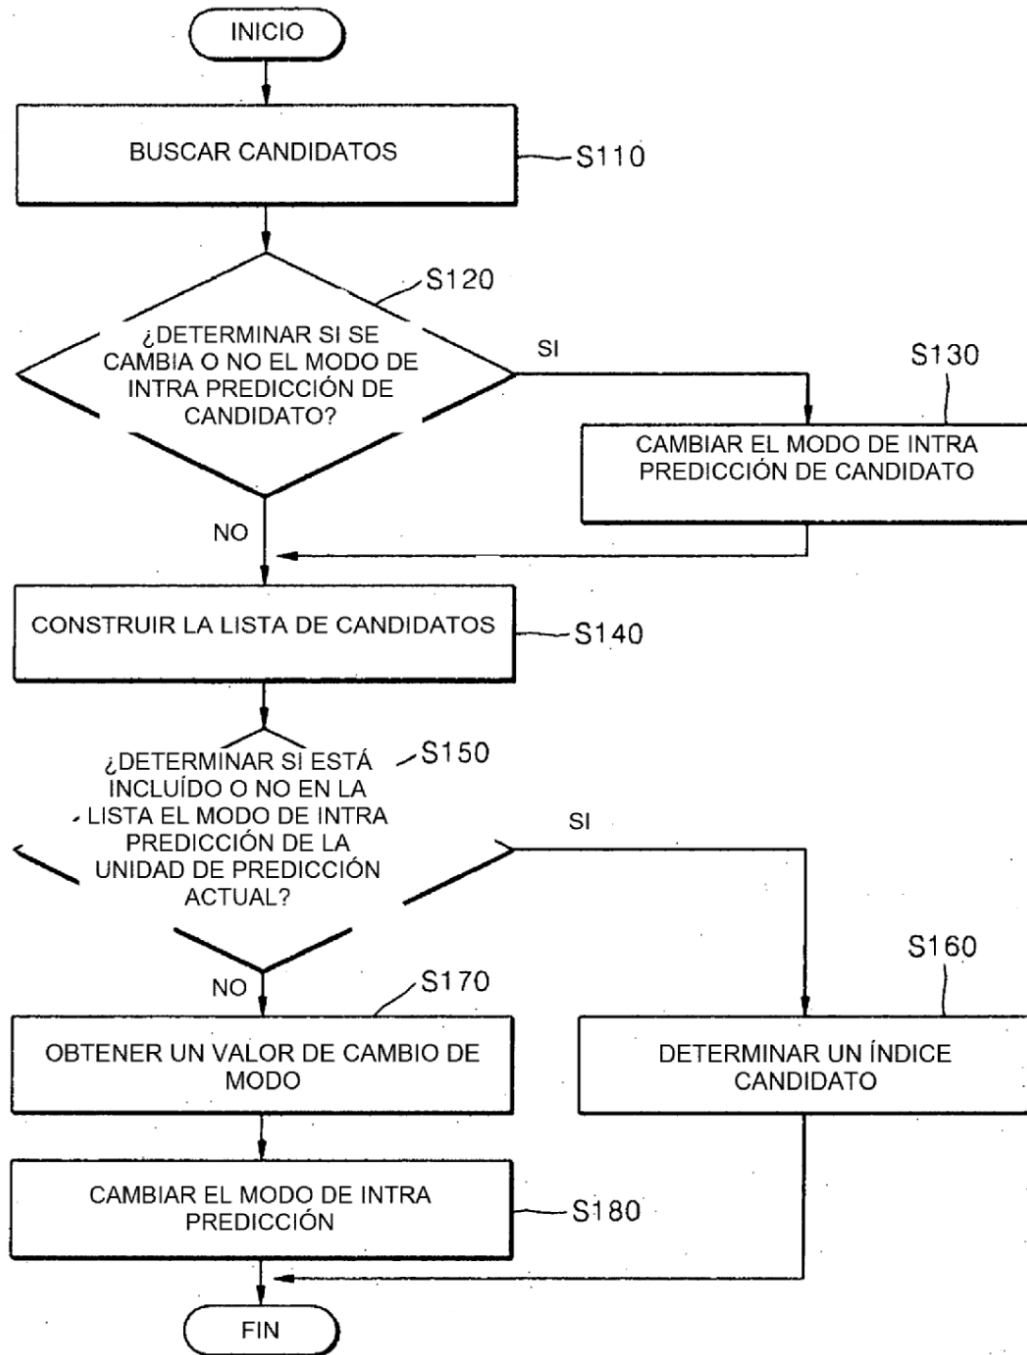 INICIO
BUSCAR CANDIDATOS
S110
S120
¿DETERMINAR SI SE
CAMBIA O NO EL MODO DE
INTRA PREDICCIÓN DE
CANDIDATO?
SI
S130
CAMBIAR EL MODO DE INTRA
PREDICCIÓN DE CANDIDATO
NO
CONSTRUIR LA LISTA DE CANDIDATOS
S140
S150
¿DETERMINAR SI ESTÁ
INCLUÍDO O NO EN LA
LISTA EL MODO DE INTRA
PREDICCIÓN DE LA
UNIDAD DE PREDICCIÓN
ACTUAL?
SI
S160
NO
S170
OBTENER UN VALOR DE CAMBIO DE
MODO
DETERMINAR UN ÍNDICE
CANDIDATO
CAMBIAR EL MODO DE INTRA
PREDICCIÓN
S180
FIN